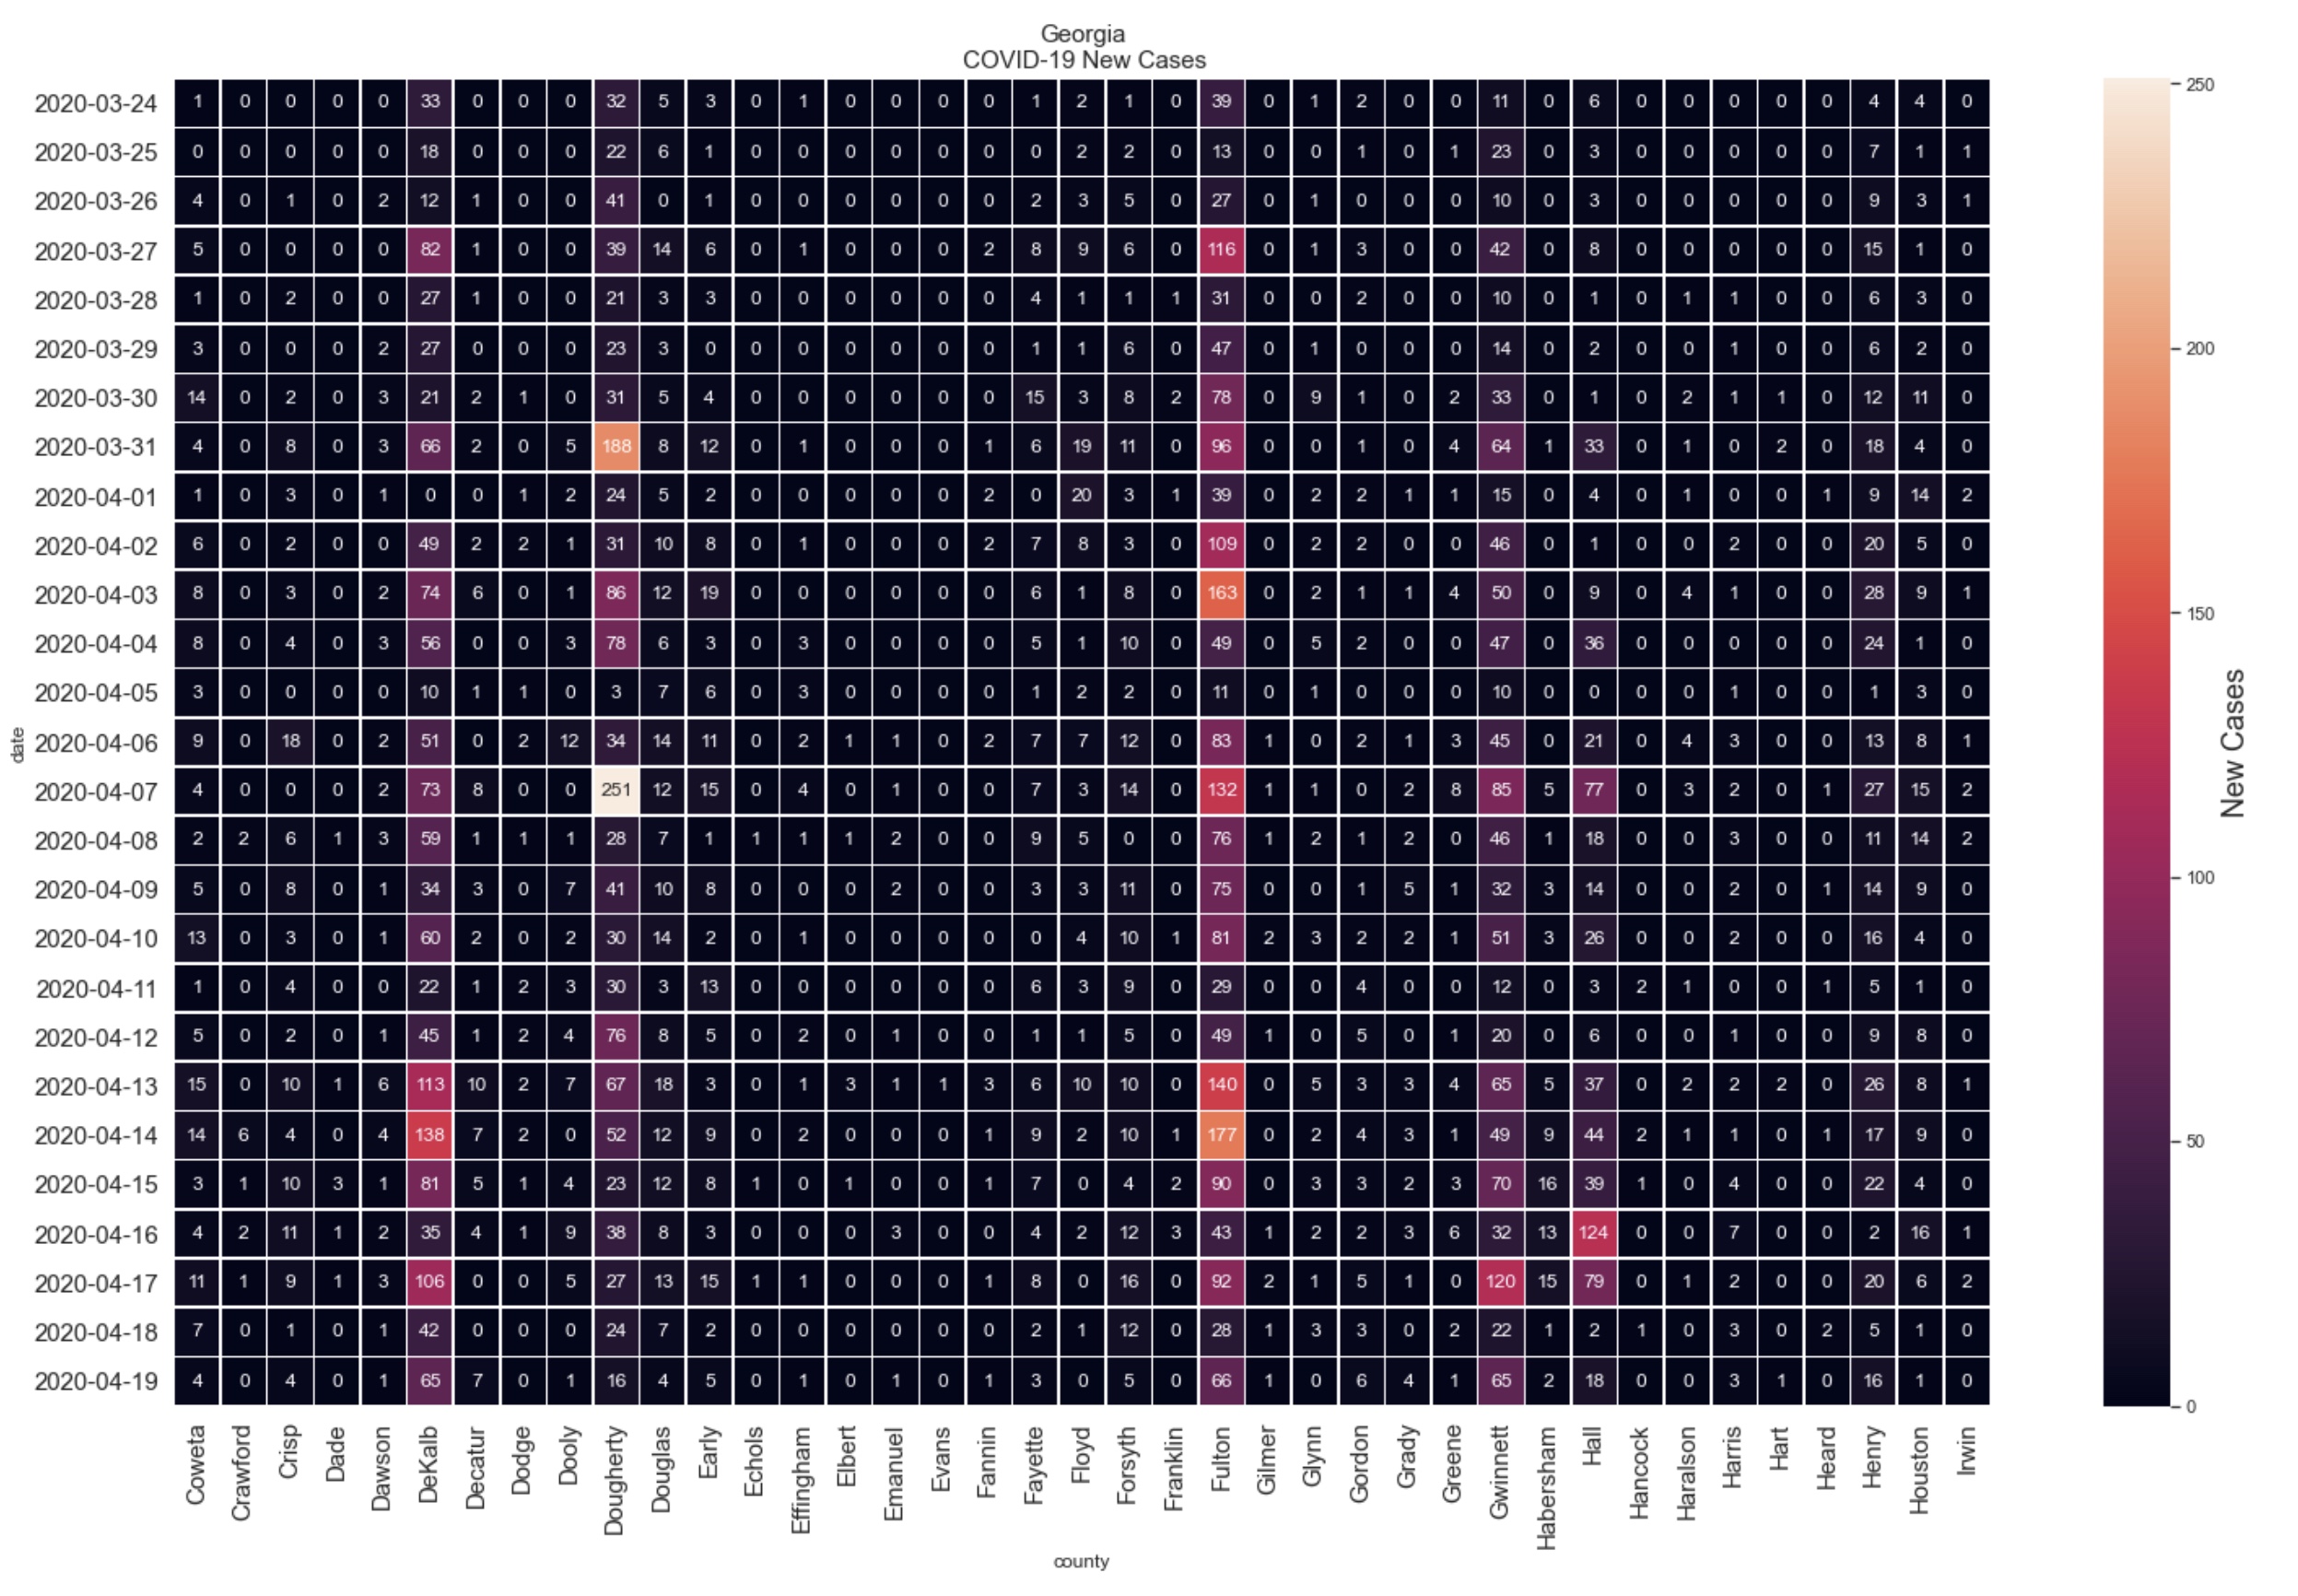 Georgia
COVID-19 New Cases
2020-03-24 1 0 0 0 0 33 0 0 0 32 5 3 0 1 0 0 0 0 1 2 1 0 39 0 1 2 0 0 11 0 6 0 0 0 0 0 4 4 0
2020-03-25 0 0 0 0 0 18 0 0 0 22 6 1 0 0 0 0 0 0 0 2 2 0 13 0 0 1 0 1 23 0 3 0 0 0 0 0 7 1 1
2020-03-26 4 0 1 0 2 12 1 0 0 41 0 1 0 0 0 0 0 0 2 3 5 0 27 0 1 0 0 0 10 0 3 0 0 0 0 0 9 3 1
2020-03-27 5 0 0 0 0 82 1 0 0 39 14 6 0 1 0 0 0 2 8 9 6 0 116 0 1 3 0 0 42 0 8 0 0 0 0 0 15 1 0
2020-03-28 1 0 2 0 0 27 1 0 0 21 3 3 0 0 0 0 0 0 4 1 1 1 31 0 0 2 0 0 10 0 1 0 1 1 0 0 6 3 0
2020-03-29 3 0 0 0 2 27 0 0 0 23 3 0 0 0 0 0 0 0 1 1 6 0 47 0 1 0 0 0 14 0 2 0 0 1 0 0 6 2 0
2020-03-30 14 0 2 0 3 21 2 1 0 31 5 4 0 0 0 0 0 0 15 3 8 2 78 0 9 1 0 2 33 0 1 0 2 1 1 0 12 11 0
2020-03-31 4 0 8 0 3 66 2 0 5 188 8 12 0 1 0 0 0 1 6 19 11 0 96 0 0 1 0 4 64 1 33 0 1 0 2 0 18 4 0
2020-04-01 1 0 3 0 1 0 0 1 2 24 5 2 0 0 0 0 0 2 0 20 3 1 39 0 2 2 1 1 15 0 4 0 1 0 0 1 9 14 2
2020-04-02 6 0 2 0 0 49 2 2 1 31 10 8 0 1 0 0 0 2 7 8 3 0 109 0 2 2 0 0 46 0 1 0 0 2 0 0 20 5 0
2020-04-03 8 0 3 0 2 74 6 0 1 86 12 19 0 0 0 0 0 0 6 1 8 0 163 0 2 1 1 4 50 0 9 0 4 1 0 0 28 9 1
2020-04-04 8 0 4 0 3 56 0 0 3 78 6 3 0 3 0 0 0 0 5 1 10 0 49 0 5 2 0 0 47 0 36 0 0 0 0 0 24 1 0
2020-04-05 3 0 0 0 0 10 1 1 0 3 7 6 0 3 0 0 0 0 1 2 2 0 11 0 1 0 0 0 10 0 0 0 0 1 0 0 1 3 0
2020-04-06 9 0 18 0 2 51 0 2 12 34 14 11 0 2 1 1 0 2 7 7 12 0 83 1 0 2 1 3 45 0 21 0 4 3 0 0 13 8 1
2020-04-07 4 0 0 0 2 73 8 0 0 251 12 15 0 4 0 1 0 0 7 3 14 0 132 1 1 0 2 8 85 5 77 0 3 2 0 1 27 15 2
2020-04-08 2 2 6 1 3 59 1 1 1 28 7 1 1 1 1 2 0 0 9 5 0 0 76 1 2 1 2 0 46 1 18 0 0 3 0 0 11 14 2
2020-04-09 5 0 8 0 1 34 3 0 7 41 10 8 0 0 0 2 0 0 3 3 11 0 75 0 0 1 5 1 32 3 14 0 0 2 0 1 14 9 0
2020-04-10 13 0 3 0 1 60 2 0 2 30 14 2 0 1 0 0 0 0 0 4 10 1 81 2 3 2 2 1 51 3 26 0 0 2 0 0 16 4 0
2020-04-11 1 0 4 0 0 22 1 2 3 30 3 13 0 0 0 0 0 0 6 3 9 0 29 0 0 4 0 0 12 0 3 2 1 0 0 1 5 1 0
2020-04-12 5 0 2 0 1 45 1 2 4 76 8 5 0 2 0 1 0 0 1 1 5 0 49 1 0 5 0 1 20 0 6 0 0 1 0 0 9 8 0
2020-04-13 15 0 10 1 6 113 10 2 7 67 18 3 0 1 3 1 1 3 6 10 10 0 140 0 5 3 3 4 65 5 37 0 2 2 2 0 26 8 1
2020-04-14 14 6 4 0 4 138 7 2 0 52 12 9 0 2 0 0 0 1 9 2 10 1 177 0 2 4 3 1 49 9 44 2 1 1 0 1 17 9 0
2020-04-15 3 1 10 3 1 81 5 1 4 23 12 8 1 0 1 0 0 1 7 0 4 2 90 0 3 3 2 3 70 16 39 1 0 4 0 0 22 4 0
2020-04-16 4 2 11 1 2 35 4 1 9 38 8 3 0 0 0 3 0 0 4 2 12 3 43 1 2 2 3 6 32 13 124 0 0 7 0 0 2 16 1
2020-04-17 11 1 9 1 3 106 0 0 5 27 13 15 1 1 0 0 0 1 8 0 16 0 92 2 1 5 1 0 120 15 79 0 1 2 0 0 20 6 2
2020-04-18 7 0 1 0 1 42 0 0 0 24 7 2 0 0 0 0 0 0 2 1 12 0 28 1 3 3 0 2 22 1 2 1 0 3 0 2 5 1 0
2020-04-19 4 0 4 0 1 65 7 0 1 16 4 5 0 1 0 1 0 1 3 0 5 0 66 1 0 6 4 1 65 2 18 0 0 3 1 0 16 1 0
date
Coweta Crawford Crisp Dade Dawson DeKalb Decatur Dodge Dooly Dougherty Douglas Early Echols Effingham Elbert Emanuel Evans Fannin Fayette Floyd Forsyth Franklin Fulton Gilmer Glynn Gordon Grady Greene Gwinnett Habersham Hall Hancock Haralson Harris Hart Heard Henry Houston Irwin
county
250
200
150
100
50
0
New Cases